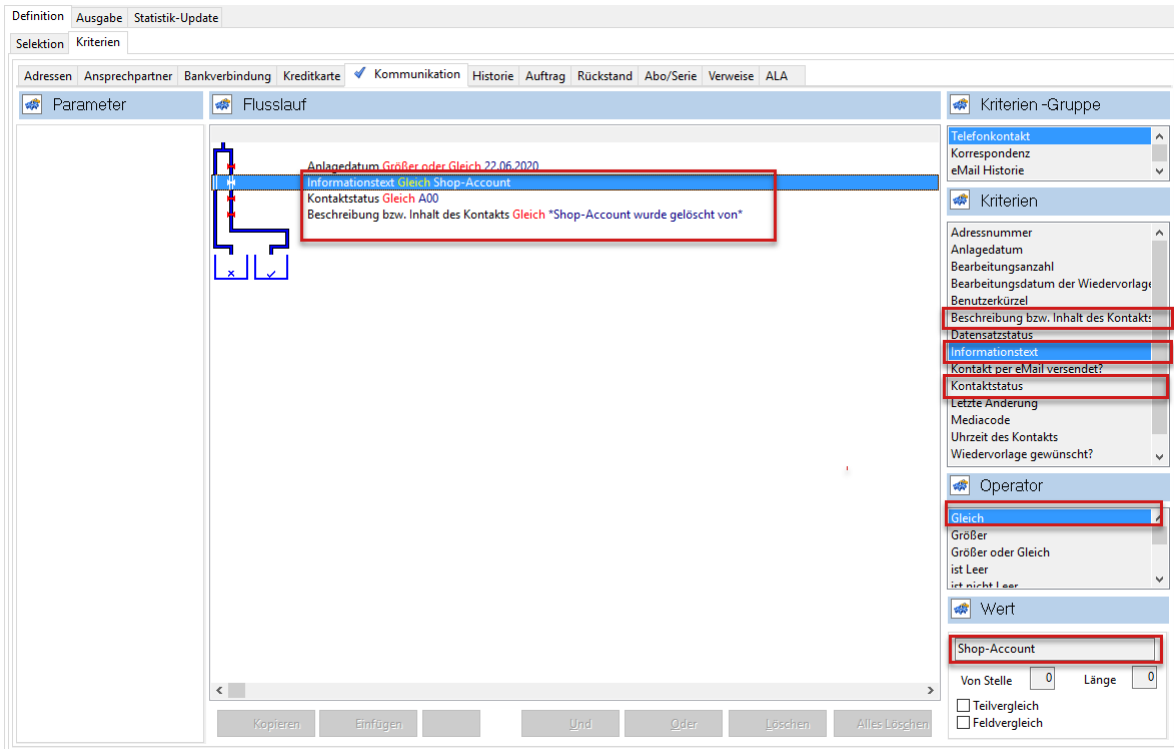 Definition Ausgabe Statistik-Update
Selektion Kriterien
Adressen Ansprechpartner Bankverbindung Kreditkarte Kommunikation Historie Auftrag Rückstand Abo/Serie Verweise ALA
Parameter
Flusslauf
Anlagedatum Größer oder Gleich 22.06.2020
Informationstext Gleich Shop-Account
Kontaktstatus Gleich A00
Beschreibung bzw. Inhalt des Kontakts Gleich "Shop-Account wurde gelöscht von"
Kopieren Einfügen Und Oder Löschen Alles Löschen
Kriterien -Gruppe
Telefonkontakt
Korrespondenz
eMail Historie
Kriterien
Adressnummer
Anlagedatum
Bearbeitungsanzahl
Bearbeitungsdatum der Wiedervorlage
Benutzerkürzel
Beschreibung bzw. Inhalt des Kontakts
Datensatzstatus
Informationstext
Kontakt per eMail versendet?
Kontaktstatus
Letzte Änderung
Mediacode
Uhrzeit des Kontakts
Wiedervorlage gewünscht?
Operator
Gleich
Größer
Größer oder Gleich
ist Leer
ist nicht Leer
Wert
Shop-Account
Von Stelle 0 Länge 0
Teilvergleich
Feldvergleich